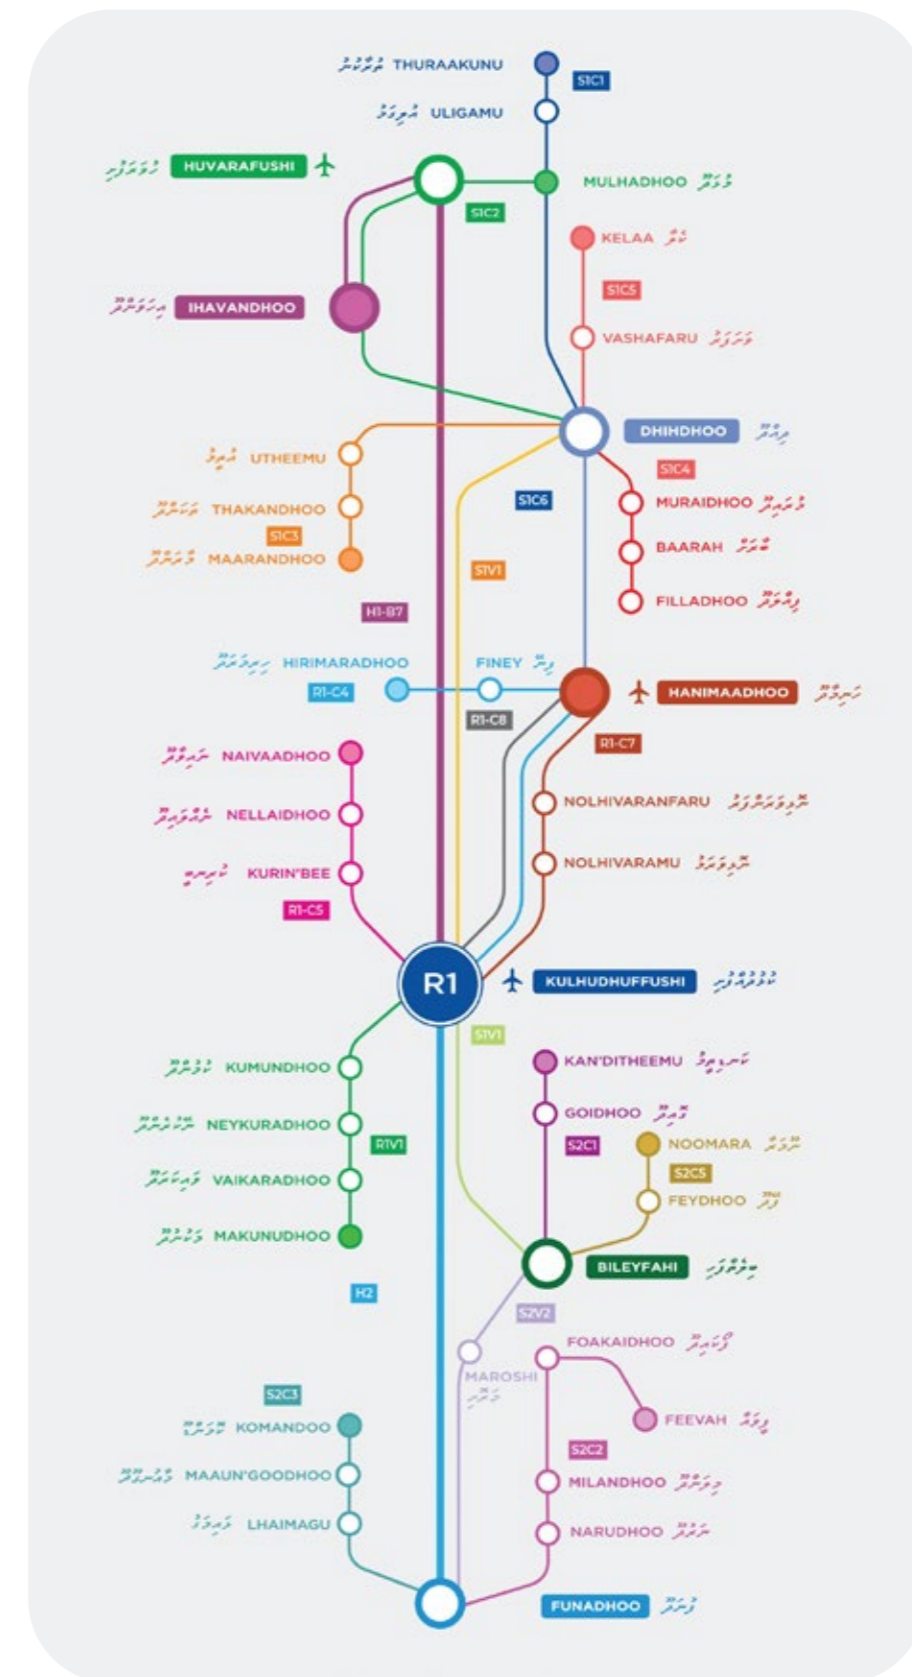 ތުރާކުނު THURAAKUNU
S1C1
އުލިގަމު ULIGAMU
ހުވަރަފުށި HUVARAFUSHI
MULHADHOO މުޅަދޫ
S1C2
KELAA ކެލާ
S1C5
އިހަވަންދޫ IHAVANDHOO
VASHAFARU ވަށަފަރު
DHIHDHOO ދިއްދޫ
އުތީމު UTHEEMU
S1C4
S1C6
MURAIDHOO މުރައިދޫ
ތަކަންދޫ THAKANDHOO
S1C3
BAARAH ބާރަށް
މާރަންދޫ MAARANDHOO
S1V1
FILLADHOO ފިއްލަދޫ
H1-B7
ހިރިމަރަދޫ HIRIMARADHOO
FINEY ފިނޭ
R1-C4
HANIMAADHOO ހަނިމާދޫ
R1-C8
R1-C7
ނައިވާދޫ NAIVAADHOO
NOLHIVARANFARU ނޮޅިވަރަންފަރު
ނެއްލައިދޫ NELLAIDHOO
NOLHIVARAMU ނޮޅިވަރަމު
ކުރިނބީ KURIN'BEE
R1-C5
R1
KULHUDHUFFUSHI ކުޅުދުއްފުށި
S1V1
KAN'DITHEEMU ކަނޑިތީމު
ކުމުންދޫ KUMUNDHOO
GOIDHOO ގޮއިދޫ
ނޭކުރެންދޫ NEYKURADHOO
R1V1
S2C1
NOOMARA ނޫމަރާ
S2C5
ވައިކަރަދޫ VAIKARADHOO
FEYDHOO ފޭދޫ
މަކުނުދޫ MAKUNUDHOO
BILEYFAHI ބިލެތްފަހި
H2
S2V2
FOAKAIDHOO ފޯކައިދޫ
MAROSHI
މަރޮށި
S2C3
FEEVAH ފީވައް
ކޮމަންޑޫ KOMANDOO
S2C2
މާއުނގޫދޫ MAAUN'GOODHOO
MILANDHOO މިލަންދޫ
ޅައިމަގު LHAIMAGU
NARUDHOO ނަރުދޫ
FUNADHOO ފުނަދޫ